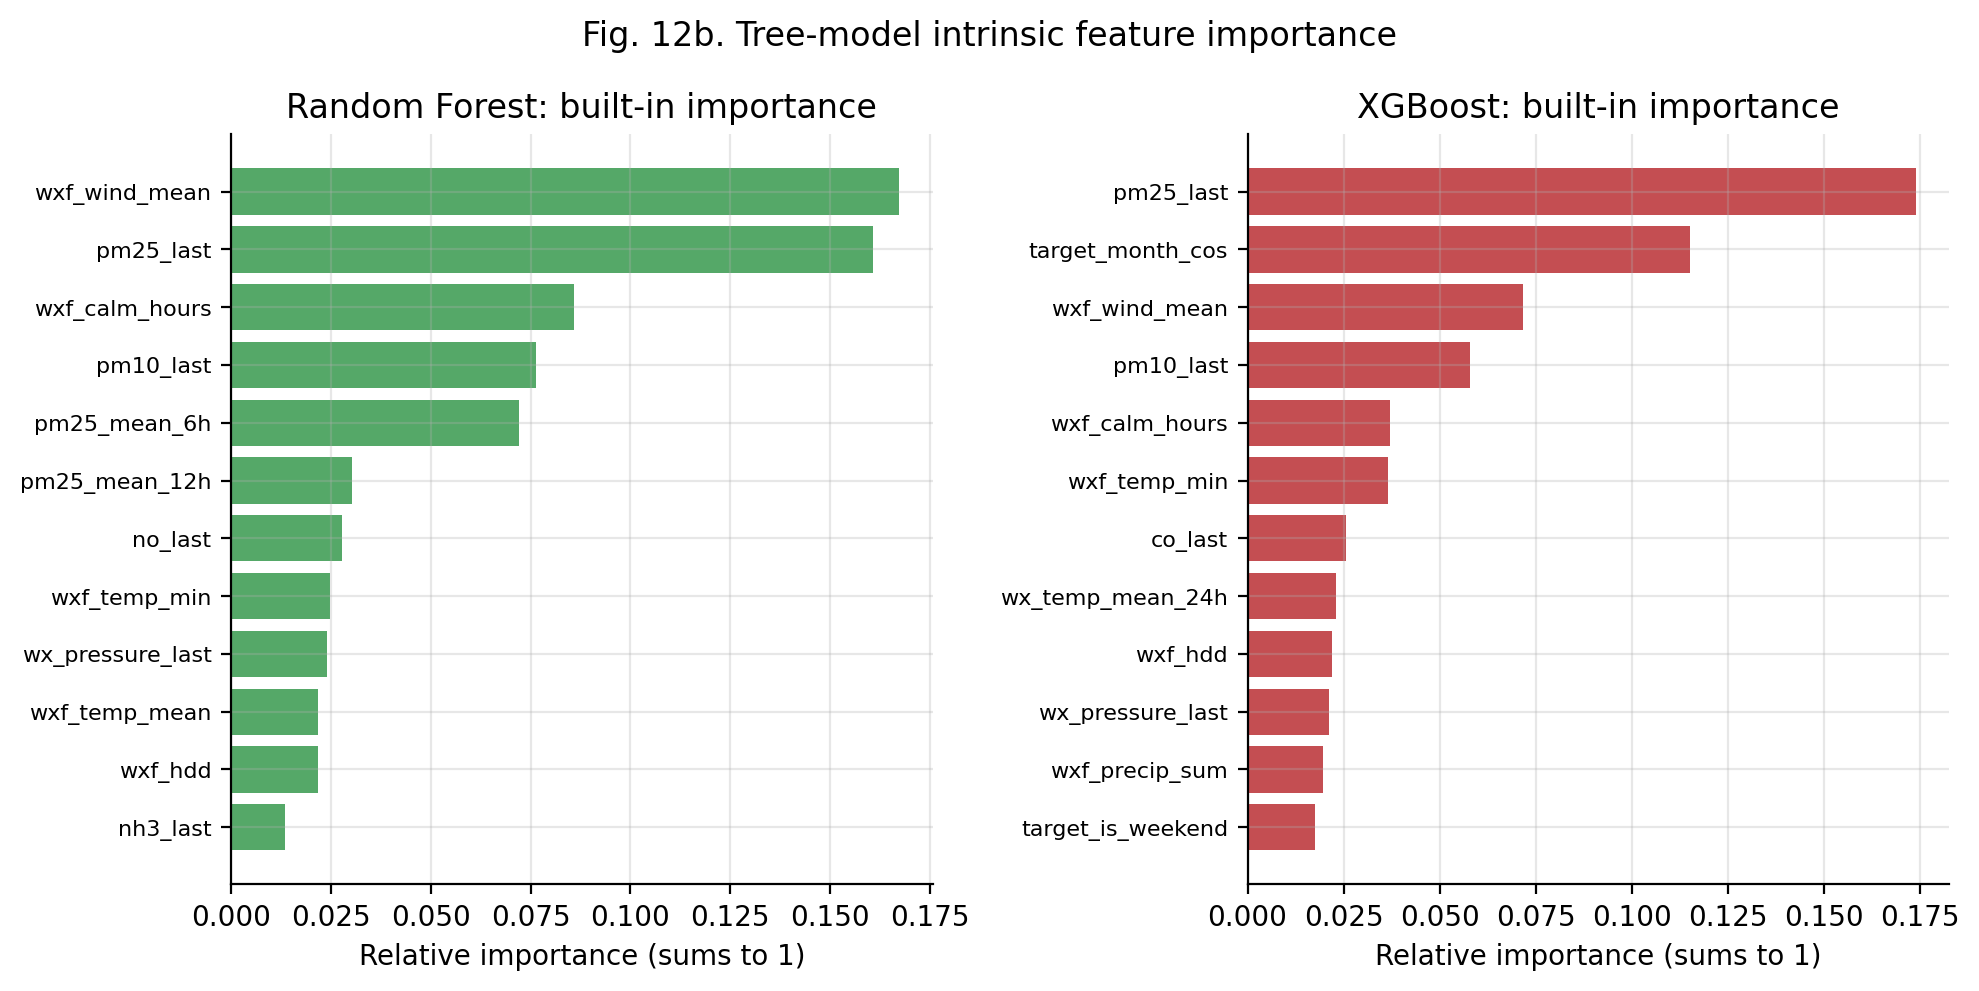 Fig. 12b. Tree-model intrinsic feature importance
Random Forest: built-in importance
wxf_wind_mean
pm25_last
wxf_calm_hours
pm10_last
pm25_mean_6h
pm25_mean_12h
no_last
wxf_temp_min
wx_pressure_last
wxf_temp_mean
wxf_hdd
nh3_last
0.000 0.025 0.050 0.075 0.100 0.125 0.150 0.175
Relative importance (sums to 1)
XGBoost: built-in importance
pm25_last
target_month_cos
wxf_wind_mean
pm10_last
wxf_calm_hours
wxf_temp_min
co_last
wx_temp_mean_24h
wxf_hdd
wx_pressure_last
wxf_precip_sum
target_is_weekend
0.000 0.025 0.050 0.075 0.100 0.125 0.150 0.175
Relative importance (sums to 1)